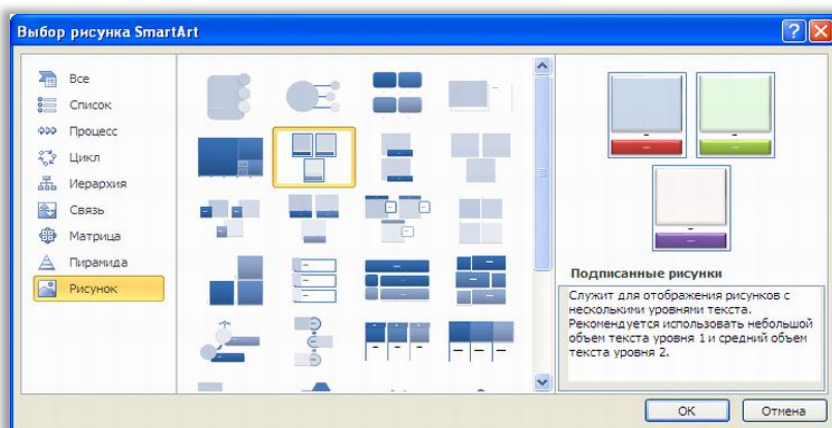 Выбор рисунка SmartArt
Все
Список
Процесс
Цикл
Иерархия
Связь
Матрица
Пирамида
Рисунок
Подписанные рисунки
Служит для отображения рисунков с
несколькими уровнями текста.
Рекомендуется использовать небольшой
объем текста уровня 1 и средний объем
текста уровня 2.
ОК
Отмена